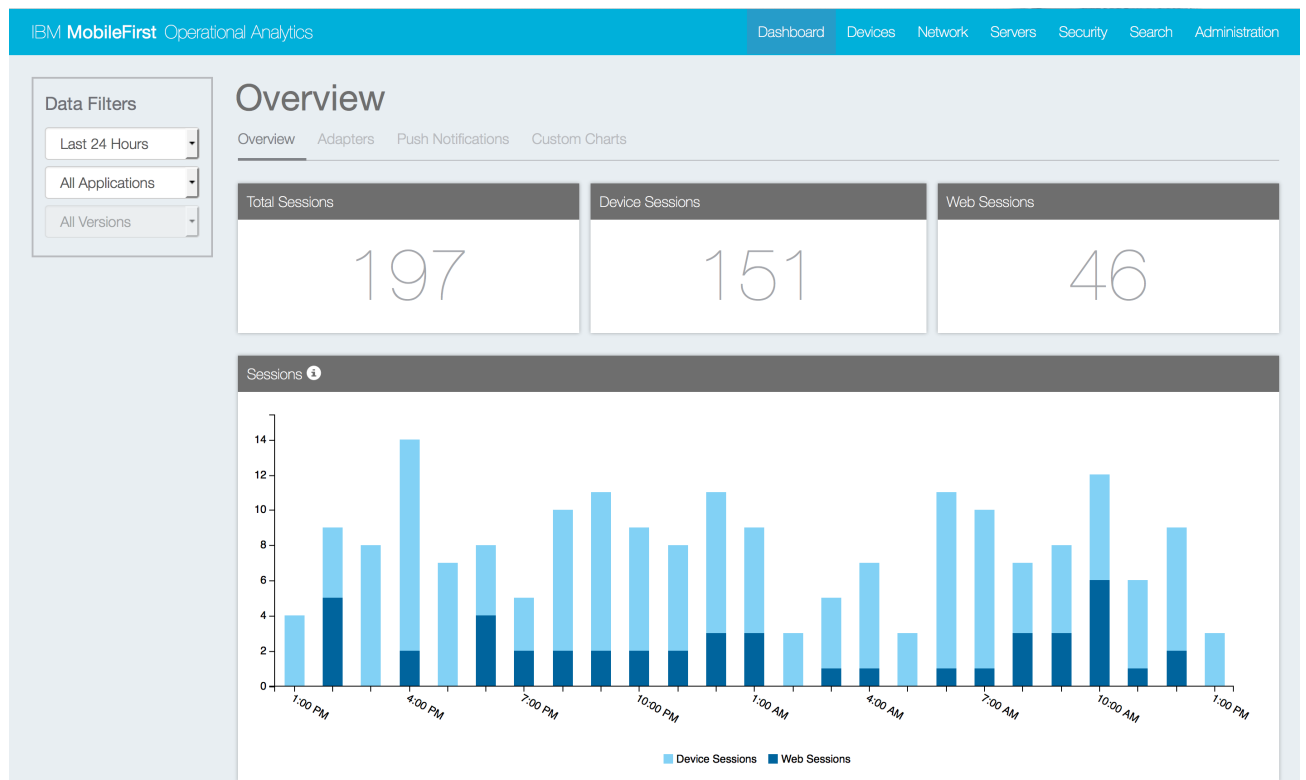 IBM MobileFirst Operational Analytics
Dashboard Devices Network Servers Security Search Administration
Data Filters
Last 24 Hours
All Applications
All Versions
Overview
Overview Adapters Push Notifications Custom Charts
Total Sessions
197
Device Sessions
151
Web Sessions
46
Sessions i
14
12
10
8
6
4
2
0
1:00 PM 4:00 PM 7:00 PM 10:00 PM 1:00 AM 4:00 AM 7:00 AM 10:00 AM 1:00 PM
Device Sessions Web Sessions